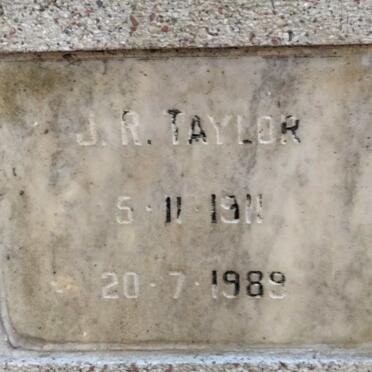 J. R. TAYLOR
5 · 11 · 1911
20 · 7 · 1989